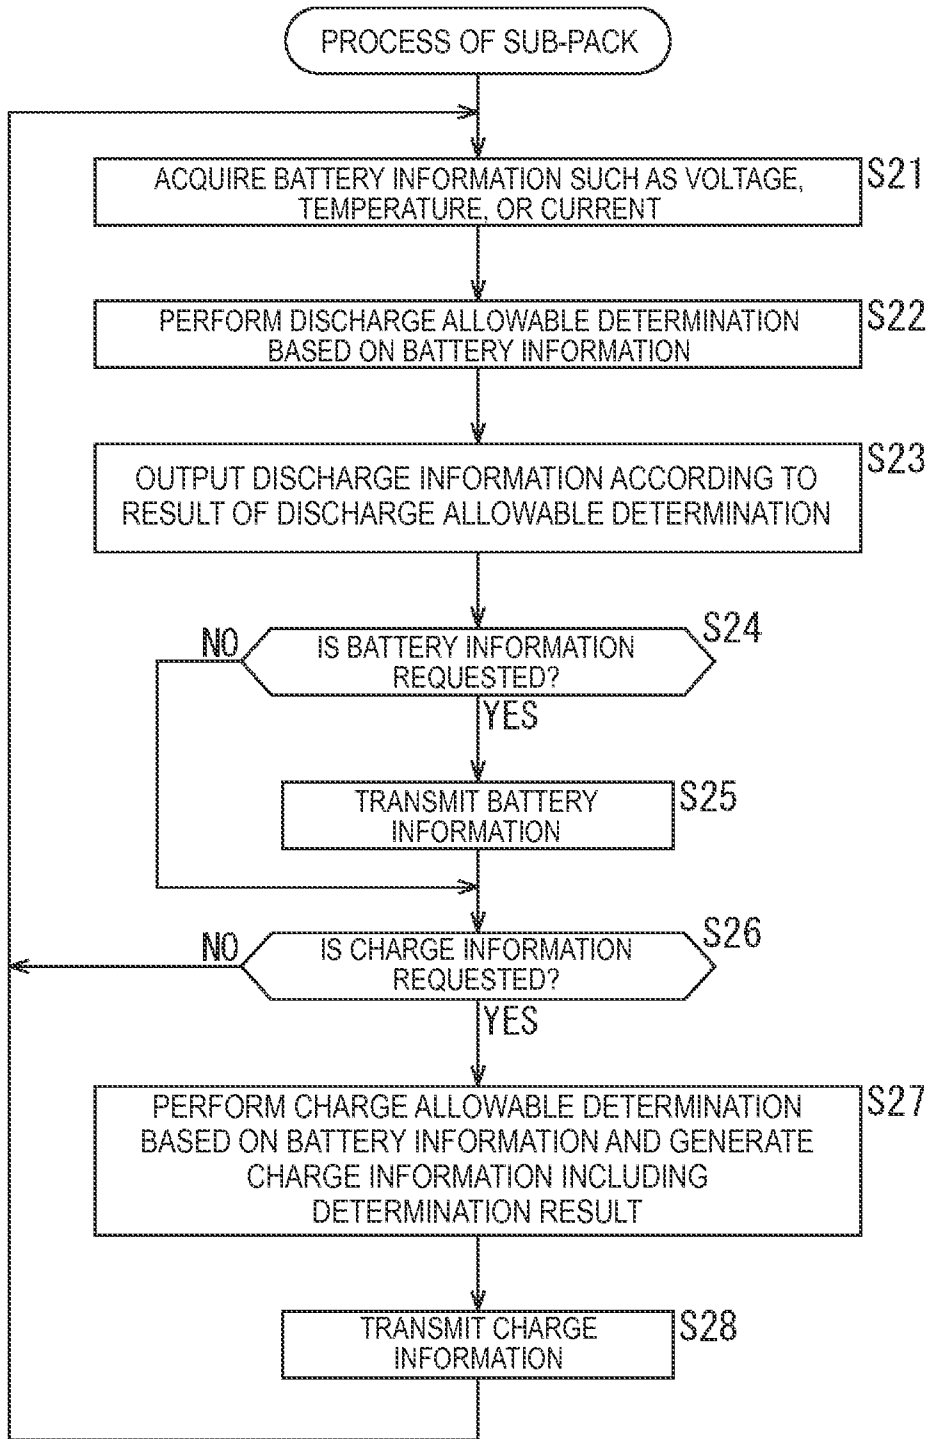 PROCESS OF SUB-PACK
S21
ACQUIRE BATTERY INFORMATION SUCH AS VOLTAGE,
TEMPERATURE, OR CURRENT
S22
PERFORM DISCHARGE ALLOWABLE DETERMINATION
BASED ON BATTERY INFORMATION
S23
OUTPUT DISCHARGE INFORMATION ACCORDING TO
RESULT OF DISCHARGE ALLOWABLE DETERMINATION
S24
NO
IS BATTERY INFORMATION
REQUESTED?
YES
S25
TRANSMIT BATTERY
INFORMATION
S26
NO
IS CHARGE INFORMATION
REQUESTED?
YES
S27
PERFORM CHARGE ALLOWABLE DETERMINATION
BASED ON BATTERY INFORMATION AND GENERATE
CHARGE INFORMATION INCLUDING
DETERMINATION RESULT
S28
TRANSMIT CHARGE
INFORMATION